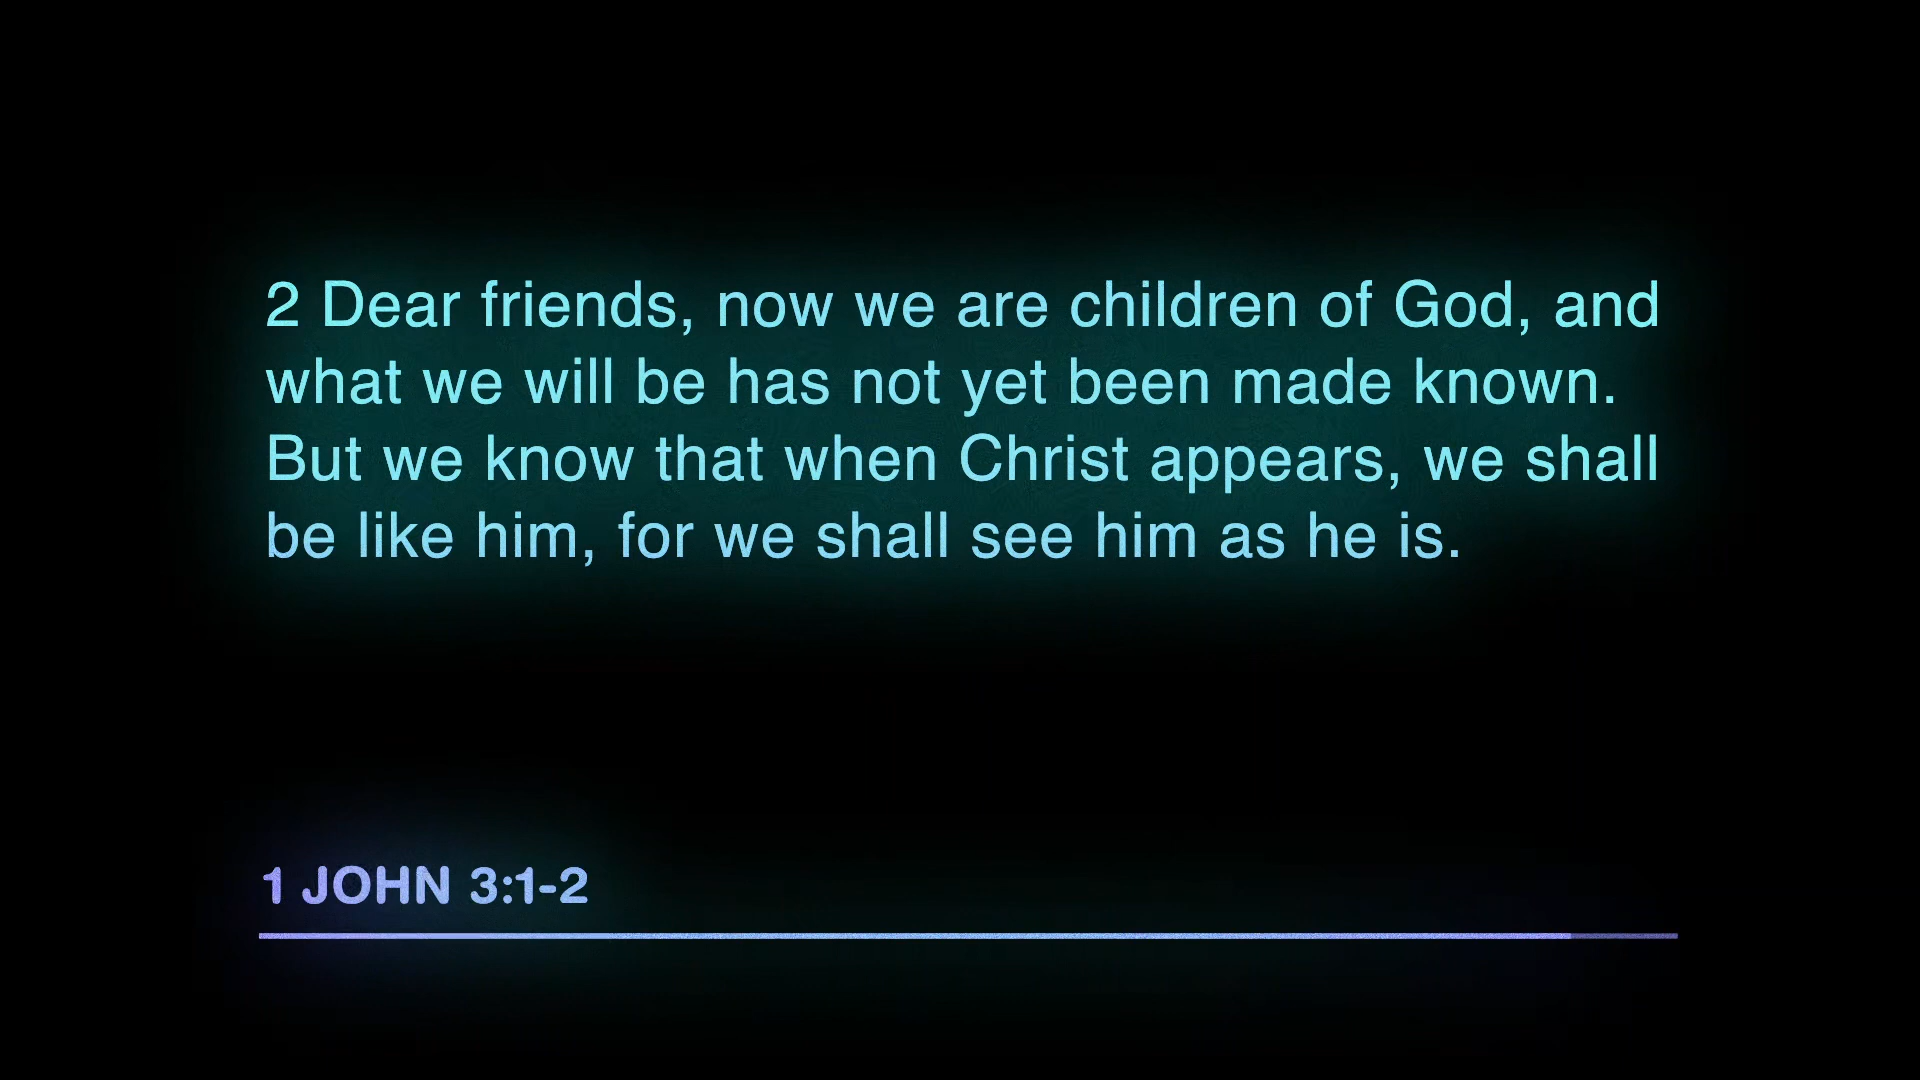 2 Dear friends, now we are children of God, and
what we will be has not yet been made known.
But we know that when Christ appears, we shall
be like him, for we shall see him as he is.
1 JOHN 3:1-2